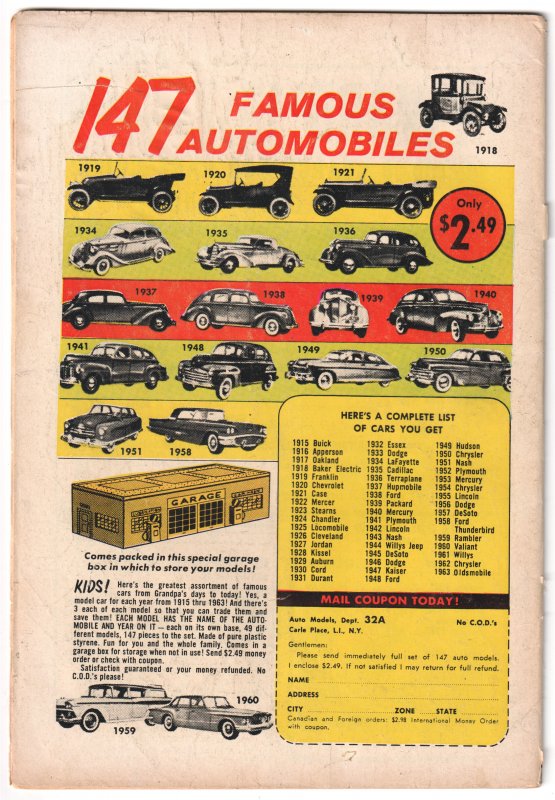 147 FAMOUS
AUTOMOBILES
1918
1919
1920
1921
Only
$2.49
1934
1935
1936
1937
1938
1939
1940
1941
1948
1949
1950
1951
1958
GARAGE
Comes packed in this special garage
box in which to store your models!
KIDS! Here's the greatest assortment of famous
cars from Grandpa's days to today! Yes, a
model car for each year from 1915 thru 1963! And there's
3 each of each model so that you can trade them and
save them! EACH MODEL HAS THE NAME OF THE AUTO-
MOBILE AND YEAR ON IT — each on its own base, 49 dif-
ferent models, 147 pieces to the set. Made of pure plastic
styrene. Fun for you and the whole family. Comes in a
garage box for storage when not in use! Send $2.49 money
order or check with coupon.
Satisfaction guaranteed or your money refunded. No
C.O.D.'s please!
1959
1960
HERE'S A COMPLETE LIST
OF CARS YOU GET
1915 Buick
1916 Apperson
1917 Oakland
1918 Baker Electric
1919 Franklin
1920 Chevrolet
1921 Case
1922 Mercer
1923 Stearns
1924 Chandler
1925 Locomobile
1926 Cleveland
1927 Jordan
1928 Kissel
1929 Auburn
1930 Cord
1931 Durant
1932 Essex
1933 Dodge
1934 LaFayette
1935 Cadillac
1936 Terraplane
1937 Hupmobile
1938 Ford
1939 Packard
1940 Mercury
1941 Plymouth
1942 Lincoln
1943 Nash
1944 Willys Jeep
1945 DeSoto
1946 Dodge
1947 Kaiser
1948 Ford
1949 Hudson
1950 Chrysler
1951 Nash
1952 Plymouth
1953 Mercury
1954 Chrysler
1955 Lincoln
1956 Dodge
1957 DeSoto
1958 Ford
Thunderbird
1959 Rambler
1960 Valiant
1961 Willys
1962 Chrysler
1963 Oldsmobile
MAIL COUPON TODAY!
Auto Models, Dept. 32A No C.O.D.'s
Carle Place, L.I., N.Y.
Gentlemen:
Please send immediately full set of 147 auto models.
I enclose $2.49. If not satisfied I may return for full refund.
NAME
ADDRESS
CITY ZONE STATE
Canadian and Foreign orders: $2.98 International Money Order
with coupon.